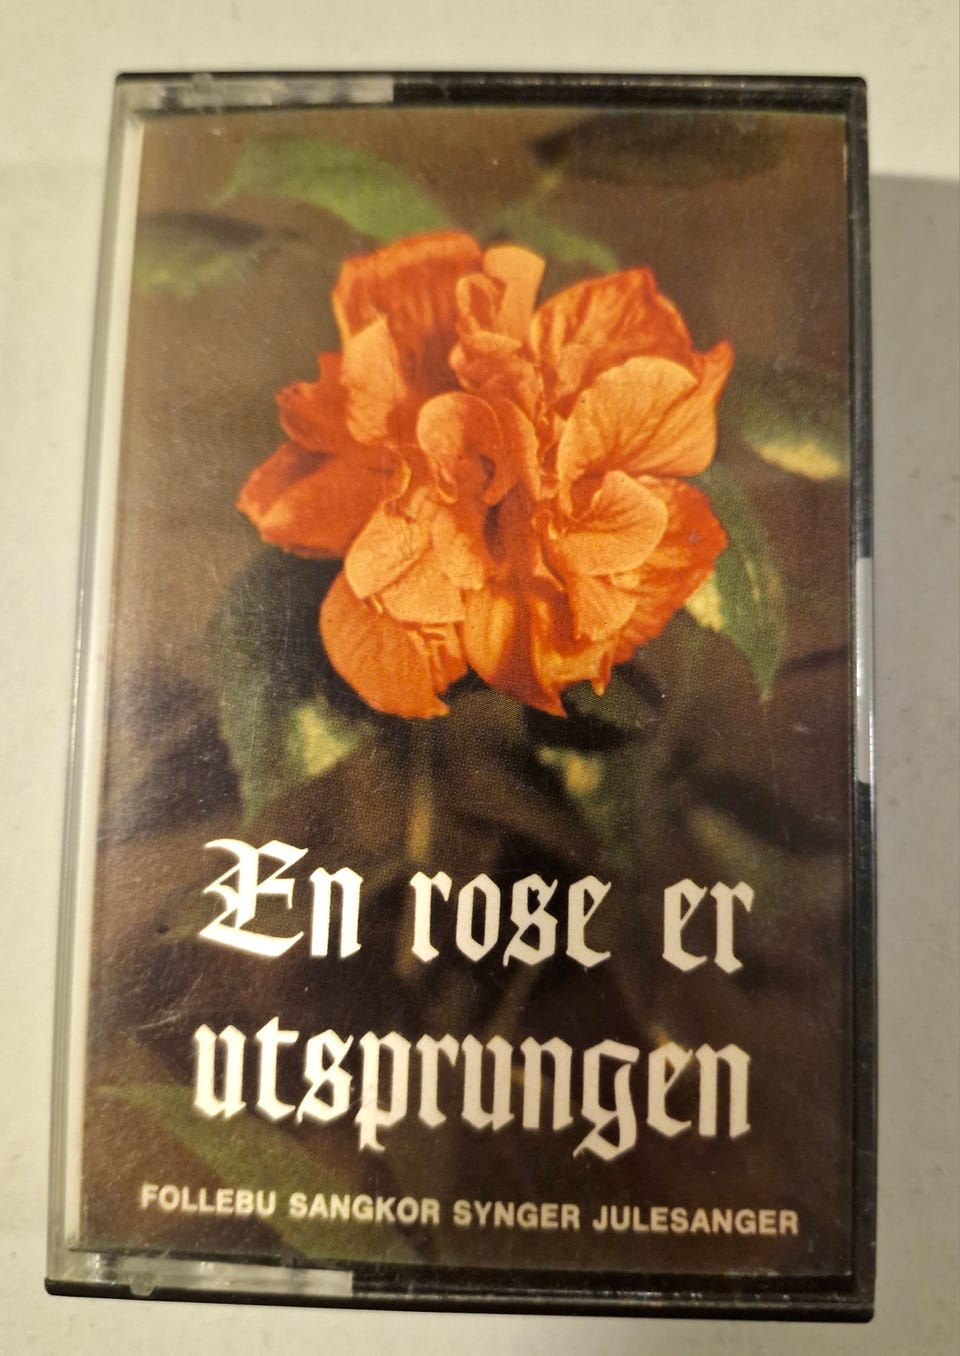 En rose er
utsprungen
FOLLEBU SANGKOR SYNGER JULESANGER